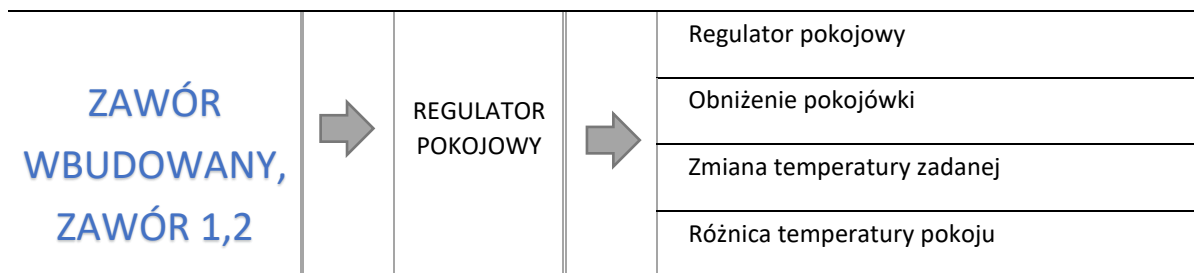 ZAWÓR
WBUDOWANY,
ZAWÓR 1,2
REGULATOR
POKOJOWY
Regulator pokojowy
Obniżenie pokojówki
Zmiana temperatury zadanej
Różnica temperatury pokoju